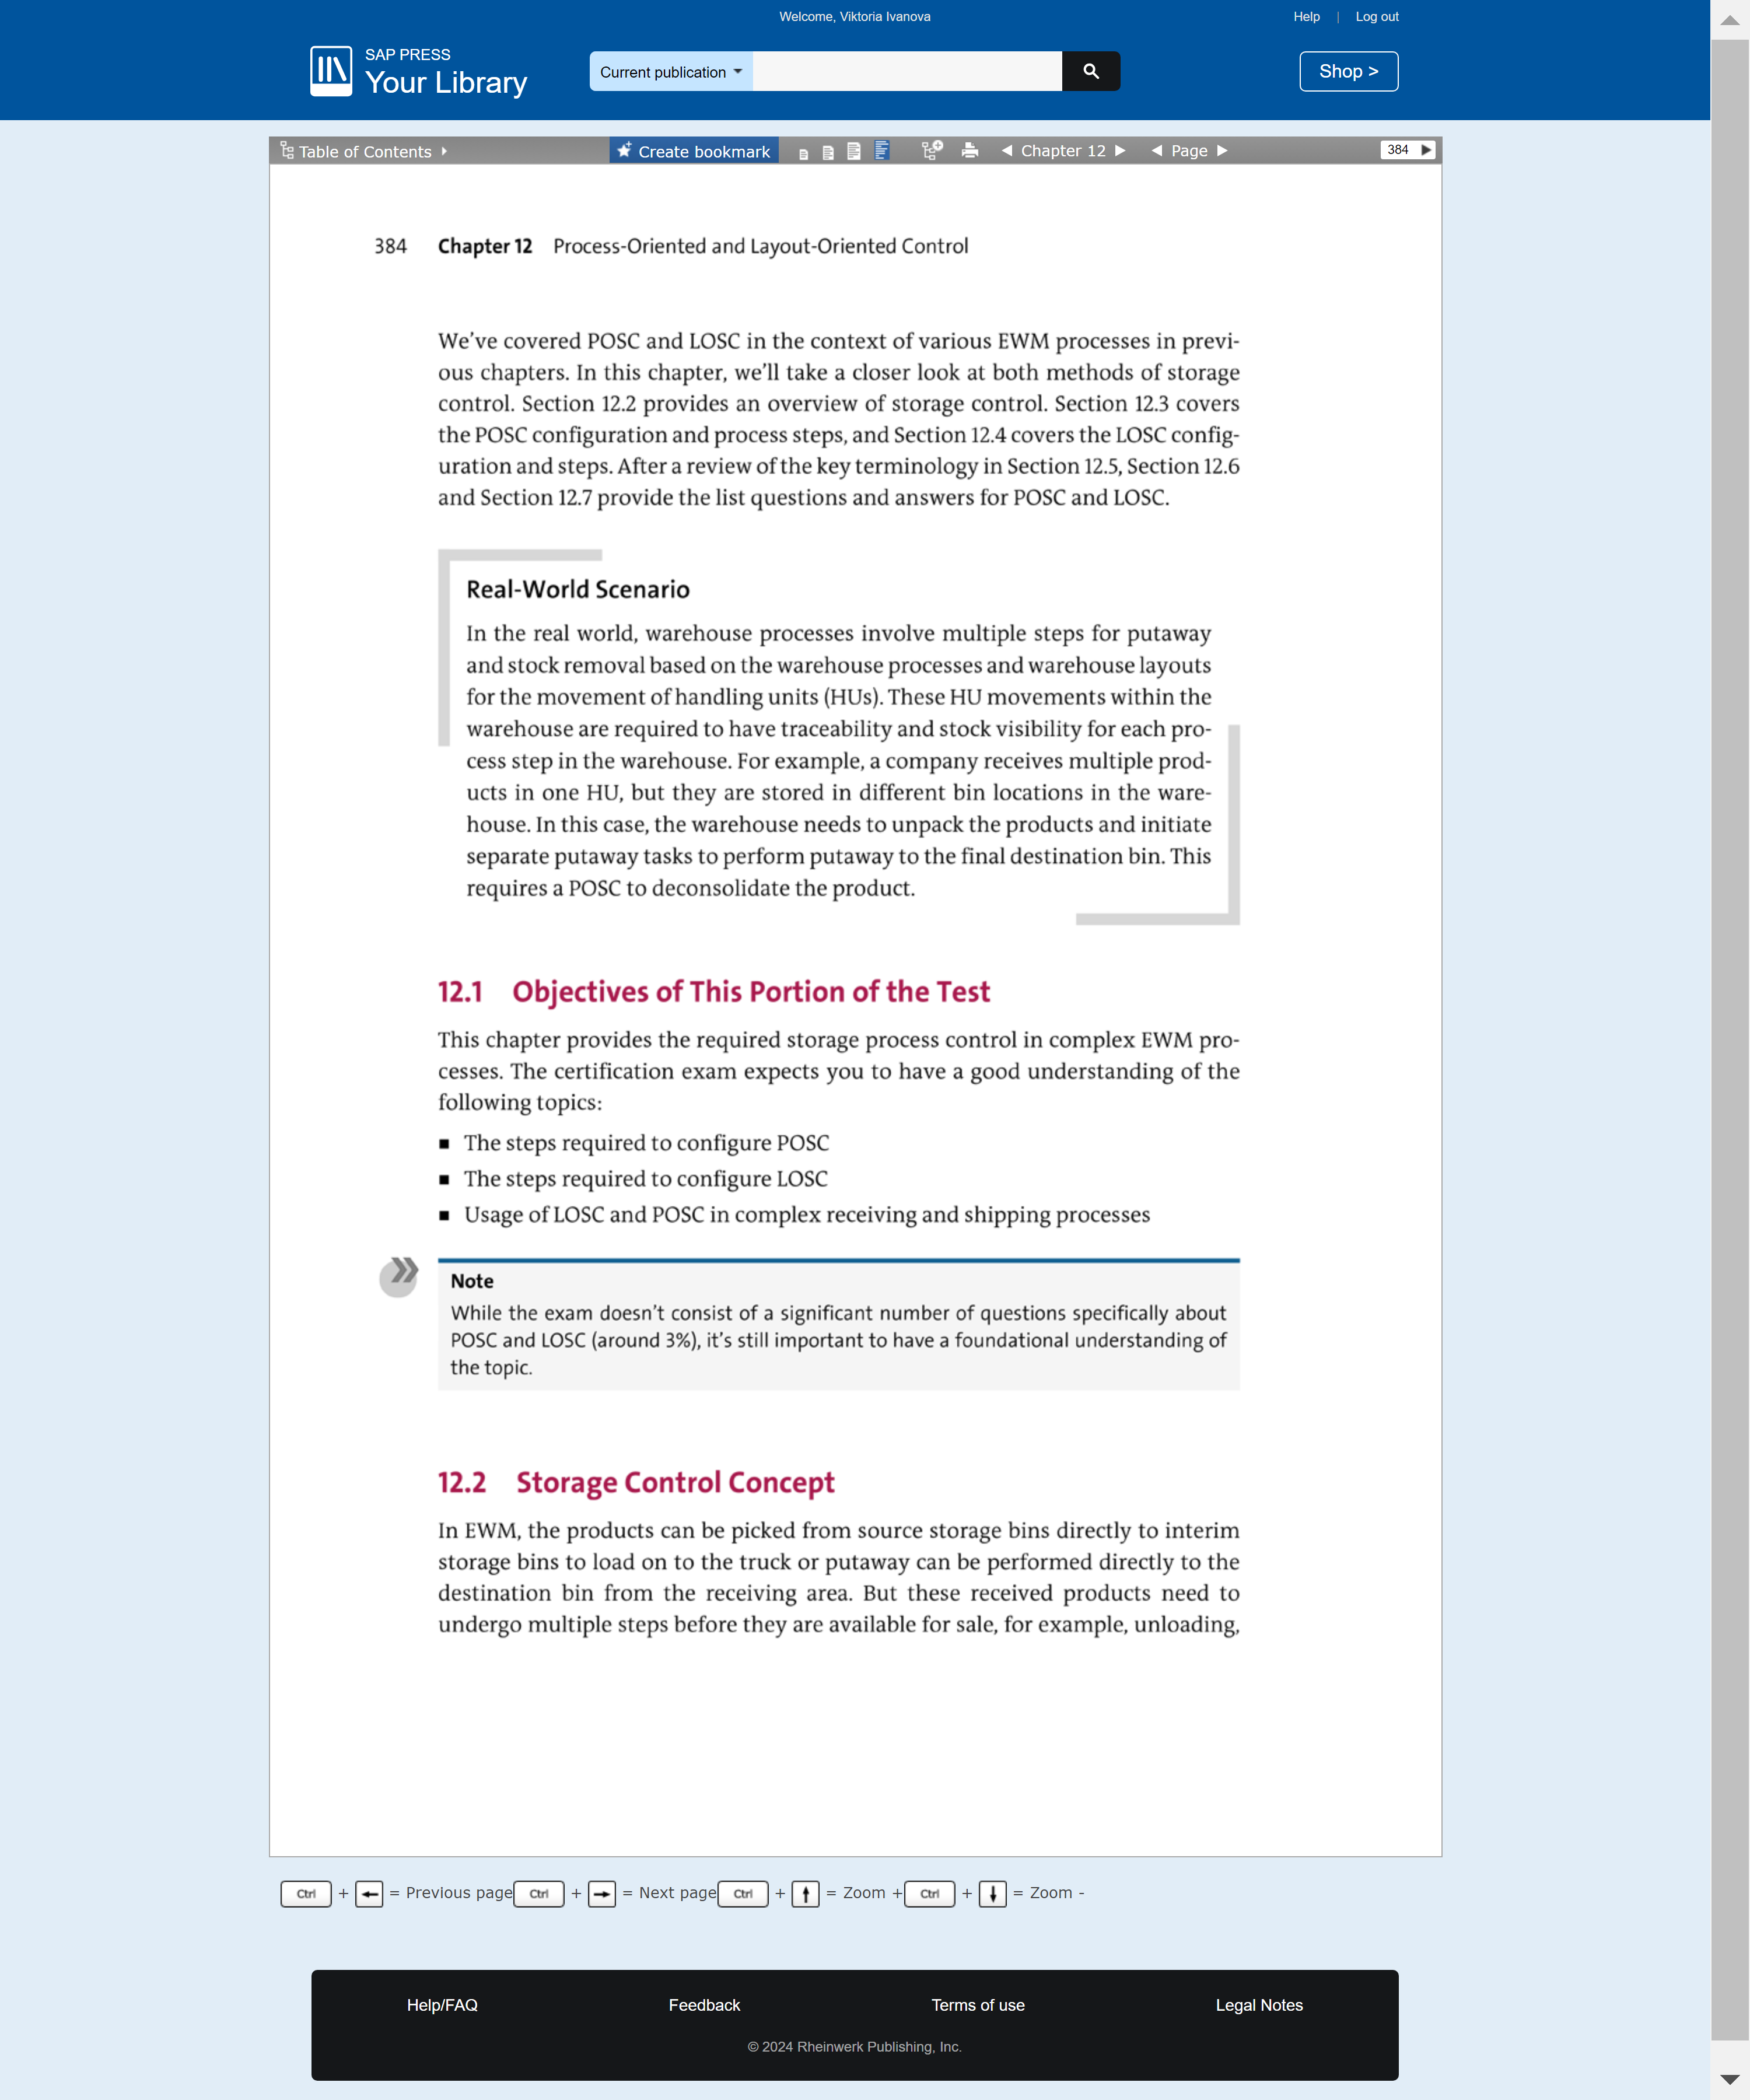 Welcome, Viktoria Ivanova
Help | Log out
SAP PRESS
Your Library
Current publication
Shop >
Table of Contents
Create bookmark
Chapter 12
Page
384
384 Chapter 12 Process-Oriented and Layout-Oriented Control
We’ve covered POSC and LOSC in the context of various EWM processes in previ-
ous chapters. In this chapter, we’ll take a closer look at both methods of storage
control. Section 12.2 provides an overview of storage control. Section 12.3 covers
the POSC configuration and process steps, and Section 12.4 covers the LOSC config-
uration and steps. After a review of the key terminology in Section 12.5, Section 12.6
and Section 12.7 provide the list questions and answers for POSC and LOSC.
Real-World Scenario
In the real world, warehouse processes involve multiple steps for putaway
and stock removal based on the warehouse processes and warehouse layouts
for the movement of handling units (HUs). These HU movements within the
warehouse are required to have traceability and stock visibility for each pro-
cess step in the warehouse. For example, a company receives multiple prod-
ucts in one HU, but they are stored in different bin locations in the ware-
house. In this case, the warehouse needs to unpack the products and initiate
separate putaway tasks to perform putaway to the final destination bin. This
requires a POSC to deconsolidate the product.
12.1 Objectives of This Portion of the Test
This chapter provides the required storage process control in complex EWM pro-
cesses. The certification exam expects you to have a good understanding of the
following topics:
■ The steps required to configure POSC
■ The steps required to configure LOSC
■ Usage of LOSC and POSC in complex receiving and shipping processes
Note
While the exam doesn’t consist of a significant number of questions specifically about
POSC and LOSC (around 3%), it’s still important to have a foundational understanding of
the topic.
12.2 Storage Control Concept
In EWM, the products can be picked from source storage bins directly to interim
storage bins to load on to the truck or putaway can be performed directly to the
destination bin from the receiving area. But these received products need to
undergo multiple steps before they are available for sale, for example, unloading,
Ctrl + ← = Previous page Ctrl + → = Next page Ctrl + ↑ = Zoom + Ctrl + ↓ = Zoom -
Help/FAQ Feedback Terms of use Legal Notes
© 2024 Rheinwerk Publishing, Inc.